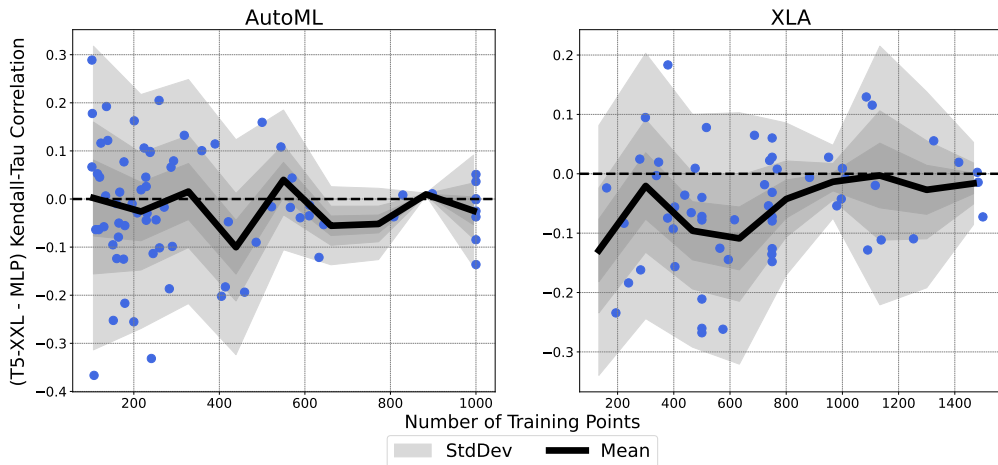 AutoML
XLA
(T5-XXL - MLP) Kendall-Tau Correlation
0.3
0.2
0.1
0.0
−0.1
−0.2
−0.3
−0.4
0.2
0.1
0.0
−0.1
−0.2
−0.3
200 400 600 800 1000
200 400 600 800 1000 1200 1400
Number of Training Points
StdDev Mean